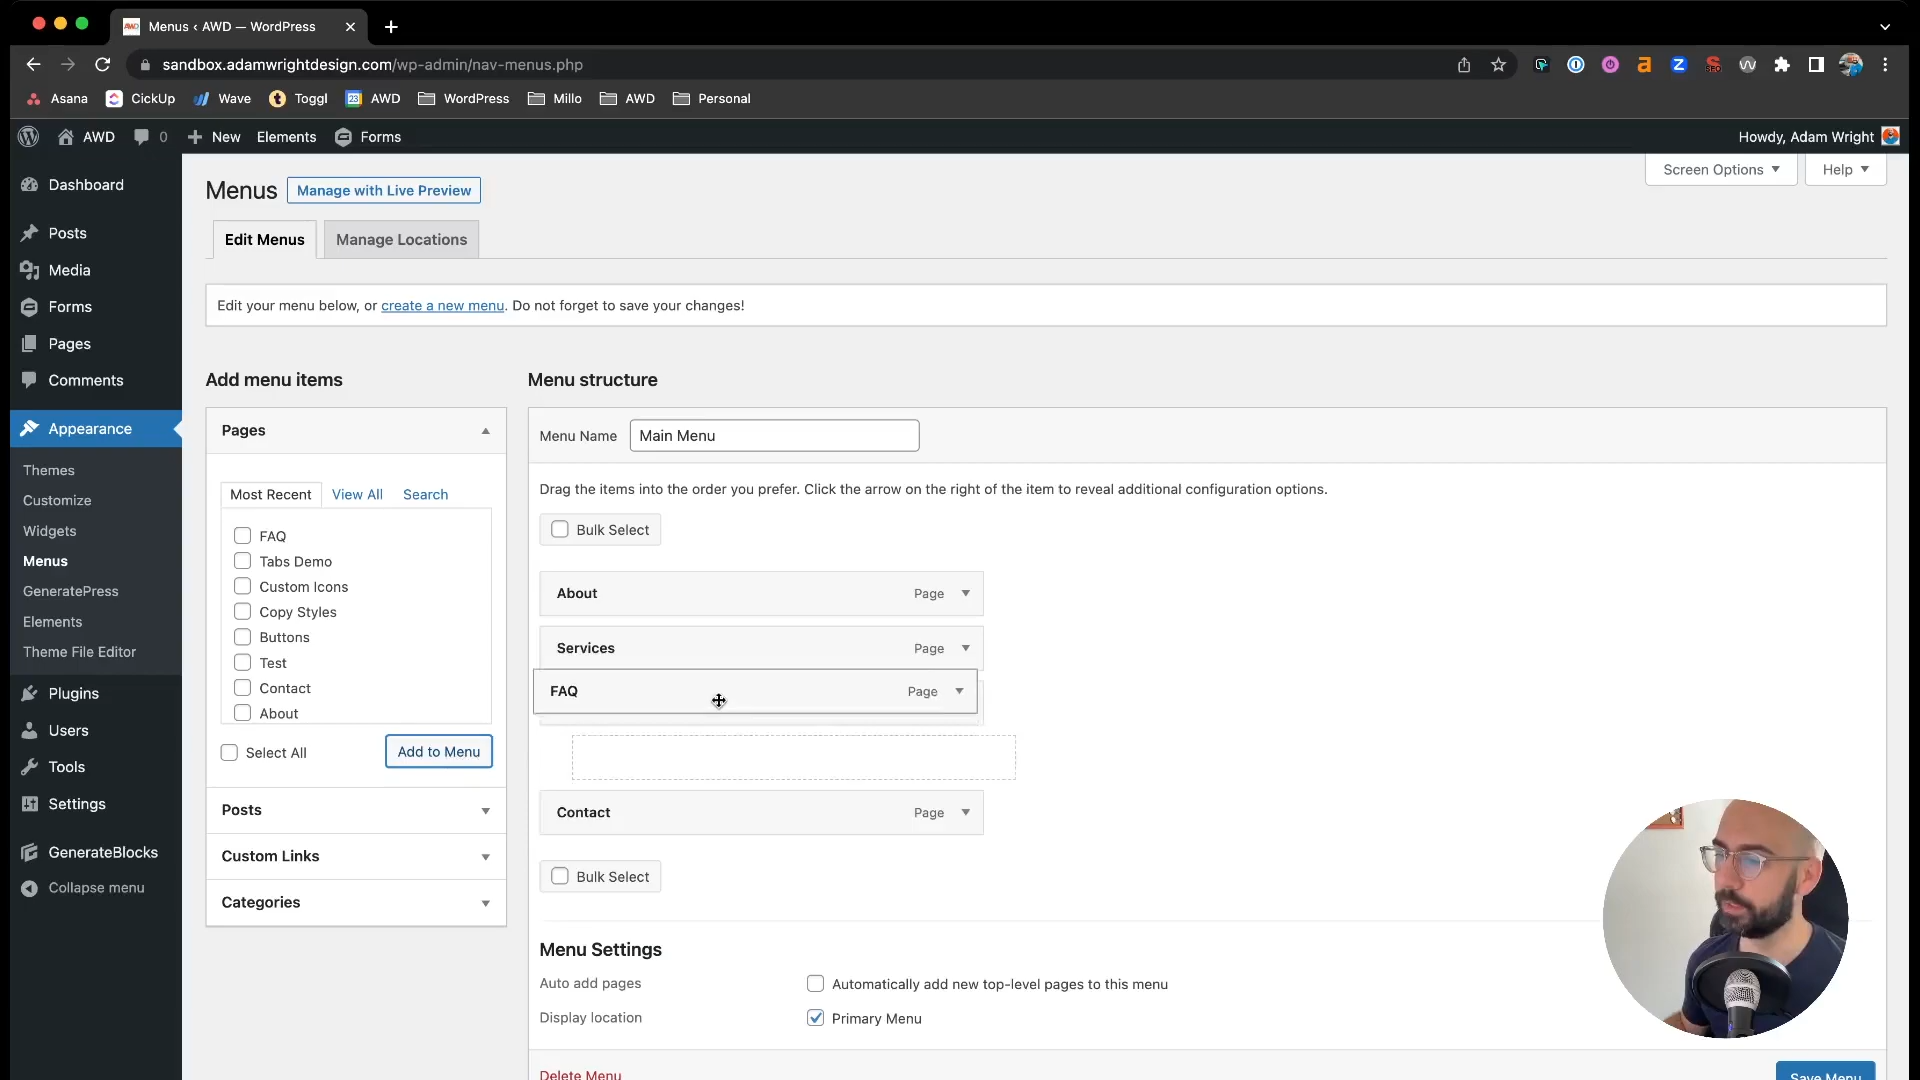 Menus ‹ AWD — WordPress
sandbox.adamwrightdesign.com/wp-admin/nav-menus.php
Asana ClickUp Wave Toggl 23 AWD WordPress Millo AWD Personal
AWD 0 New Elements Forms Howdy, Adam Wright
Screen Options Help
Dashboard
Posts
Media
Forms
Pages
Comments
Appearance
Themes
Customize
Widgets
Menus
GeneratePress
Elements
Theme File Editor
Plugins
Users
Tools
Settings
GenerateBlocks
Collapse menu
Menus Manage with Live Preview
Edit Menus Manage Locations
Edit your menu below, or create a new menu. Do not forget to save your changes!
Add menu items
Pages
Most Recent View All Search
FAQ
Tabs Demo
Custom Icons
Copy Styles
Buttons
Test
Contact
About
Select All Add to Menu
Posts
Custom Links
Categories
Menu structure
Menu Name Main Menu
Drag the items into the order you prefer. Click the arrow on the right of the item to reveal additional configuration options.
Bulk Select
About Page
Services Page
FAQ Page
Contact Page
Bulk Select
Menu Settings
Auto add pages Automatically add new top-level pages to this menu
Display location Primary Menu
Delete Menu Save Menu